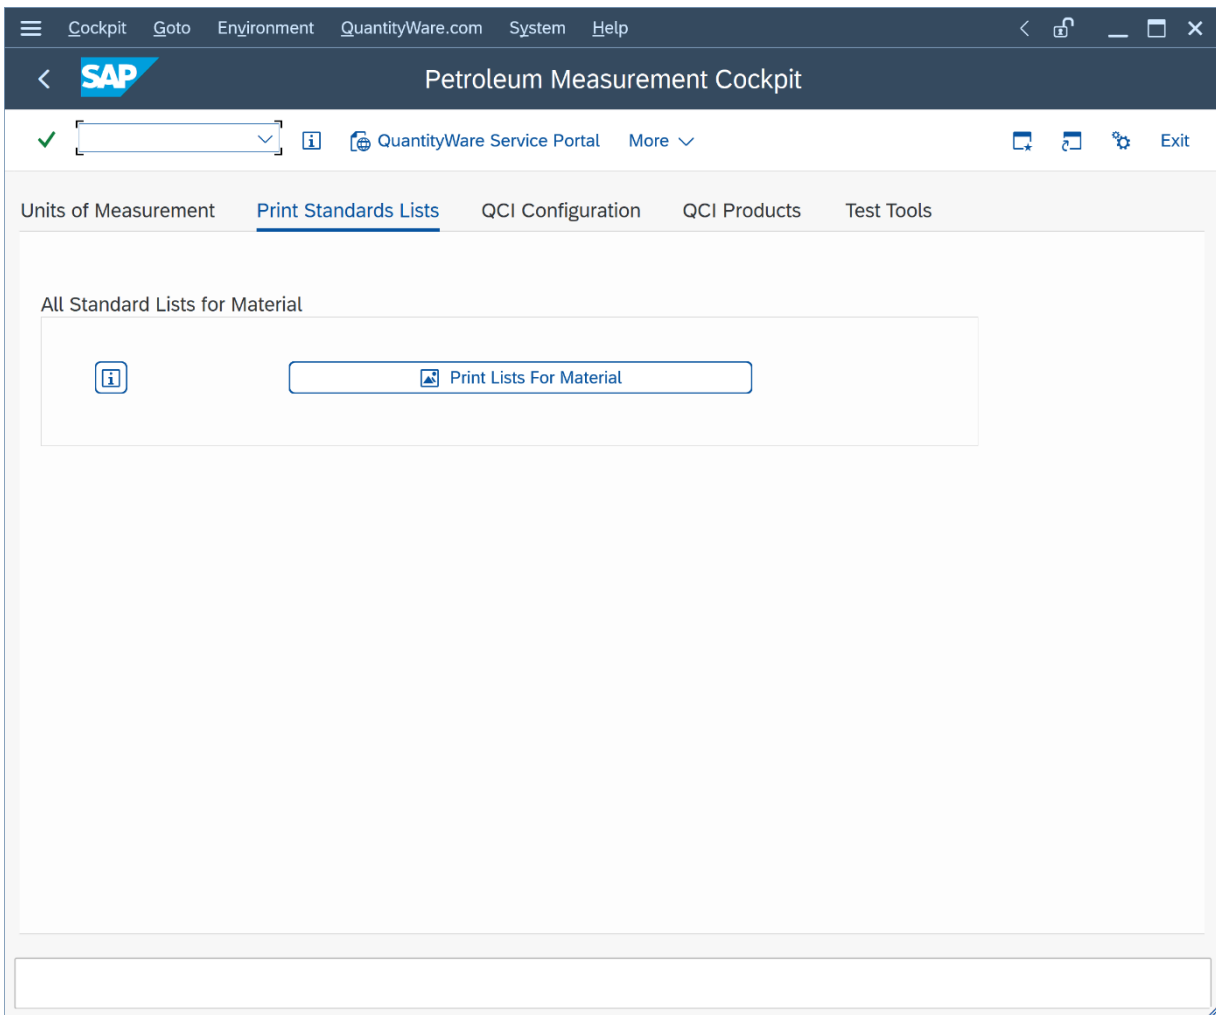 Cockpit Goto Environment QuantityWare.com System Help
SAP Petroleum Measurement Cockpit
QuantityWare Service Portal More Exit
Units of Measurement Print Standards Lists QCI Configuration QCI Products Test Tools
All Standard Lists for Material
Print Lists For Material